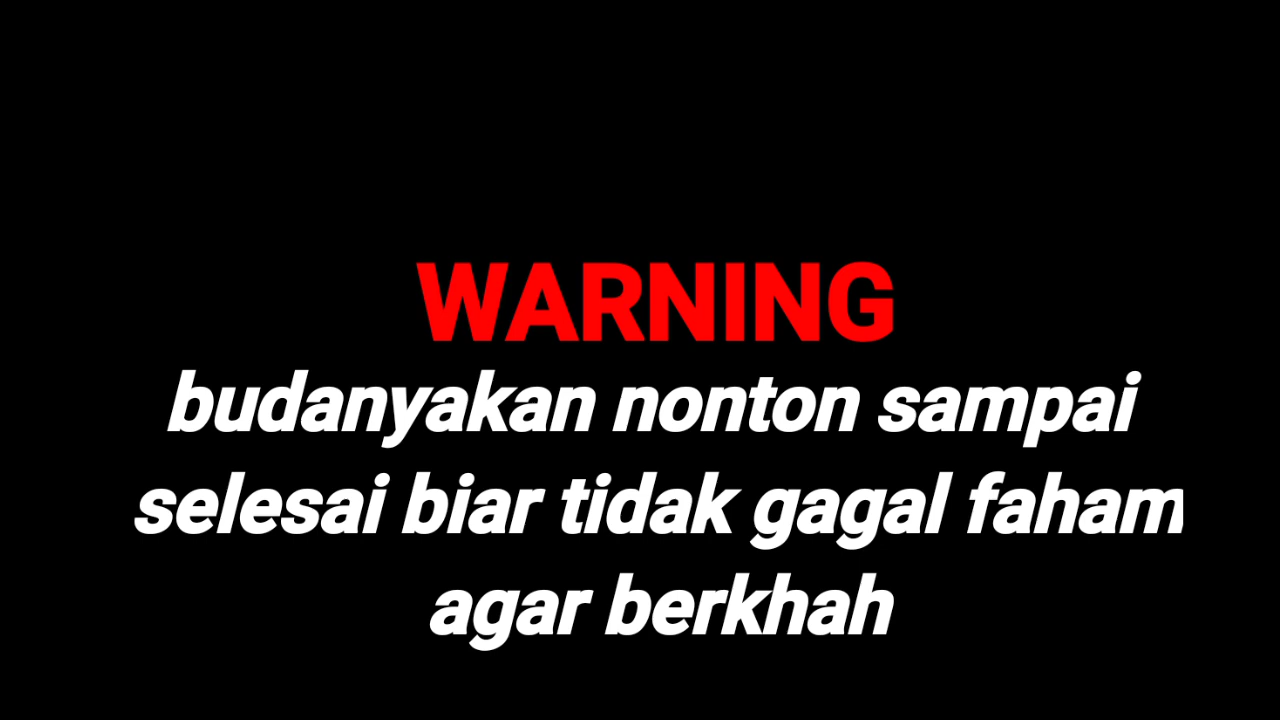 WARNING
budanyakan nonton sampai
selesai biar tidak gagal faham
agar berkhah